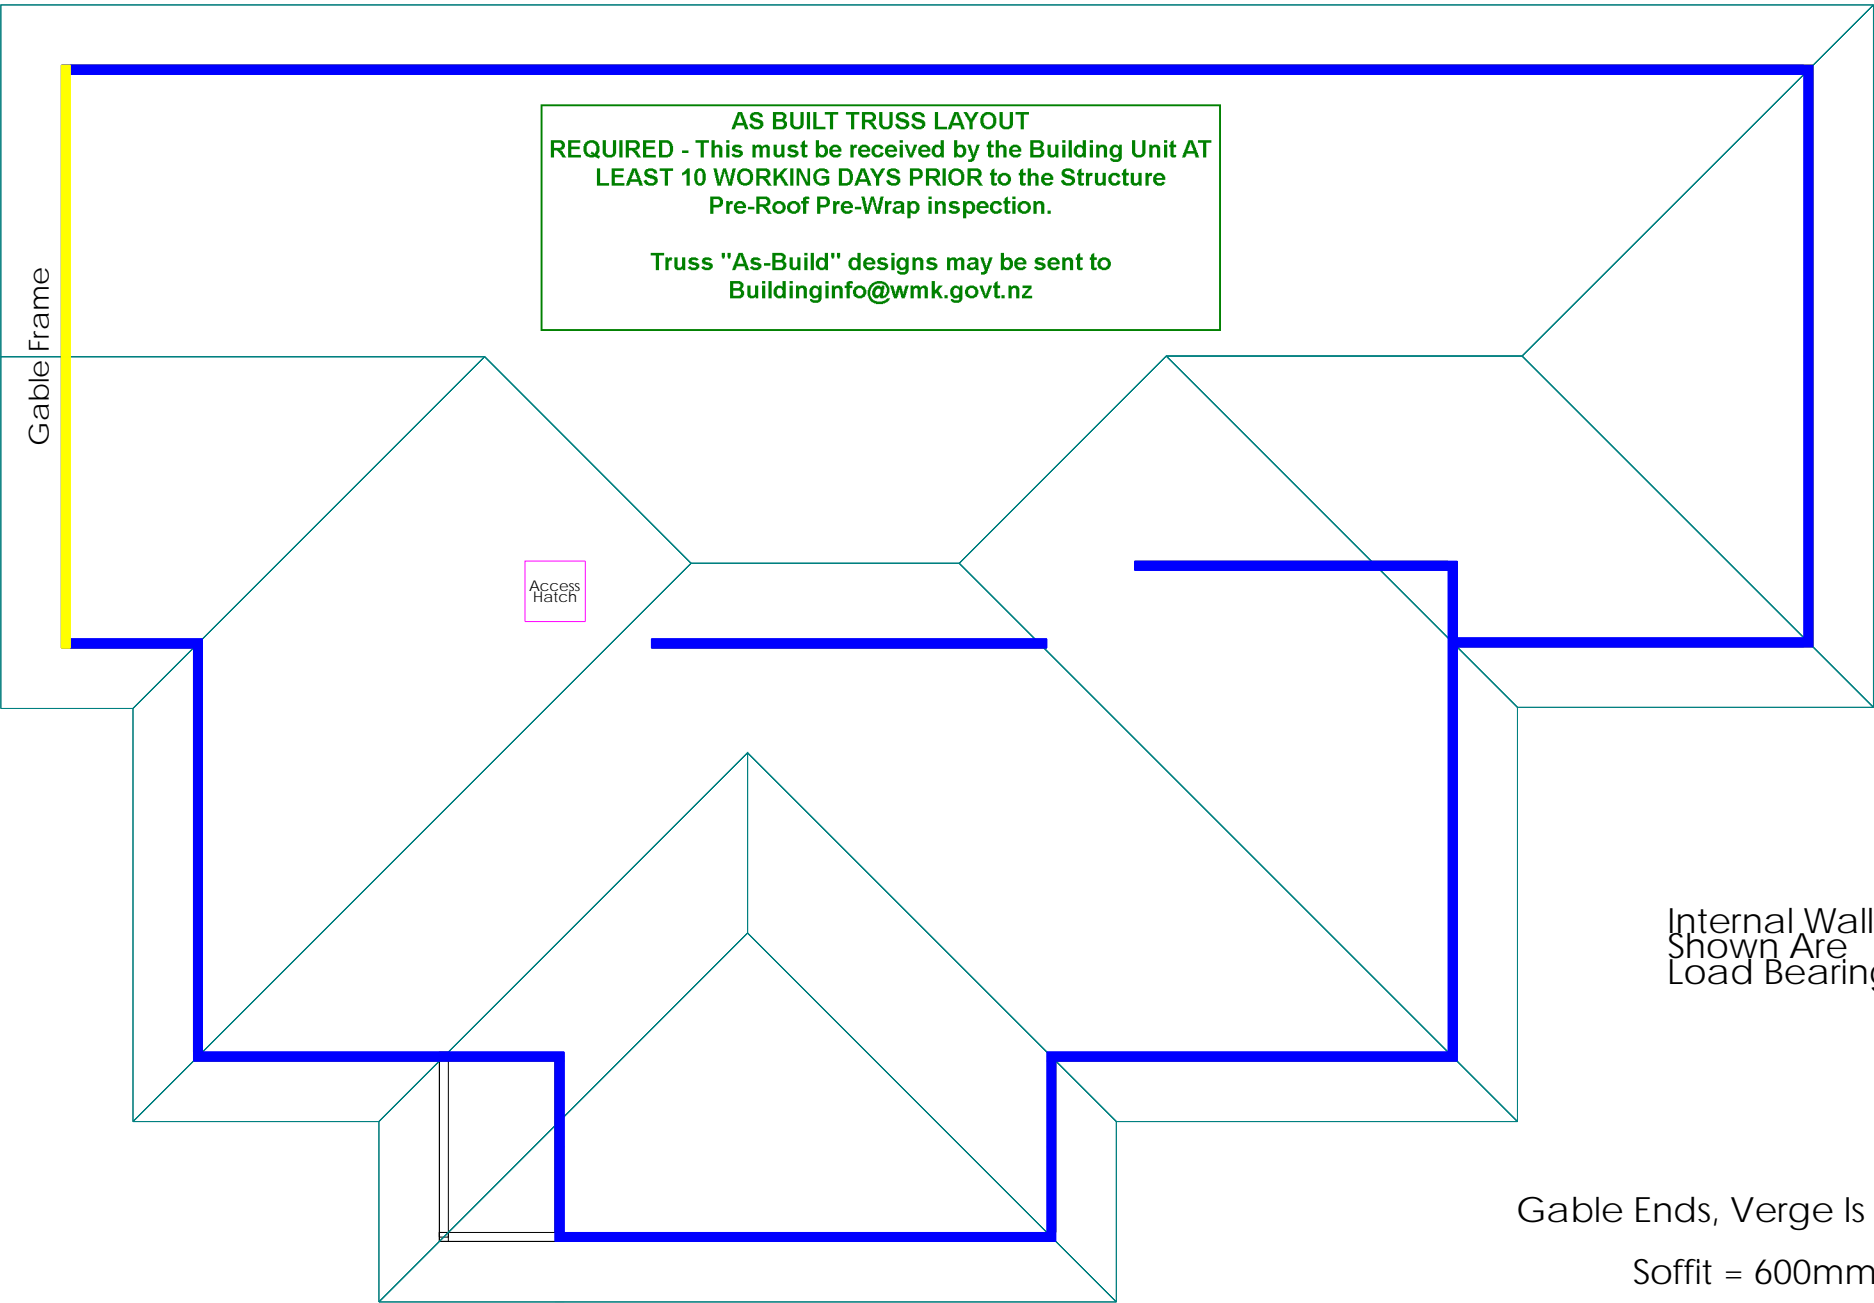 AS BUILT TRUSS LAYOUT
REQUIRED - This must be received by the Building Unit AT
LEAST 10 WORKING DAYS PRIOR to the Structure
Pre-Roof Pre-Wrap inspection.
Truss "As-Build" designs may be sent to
Buildinginfo@wmk.govt.nz
Gable Frame
Access
Hatch
Internal Wall
Shown Are
Load Bearing
Gable Ends, Verge Is
Soffit = 600mm